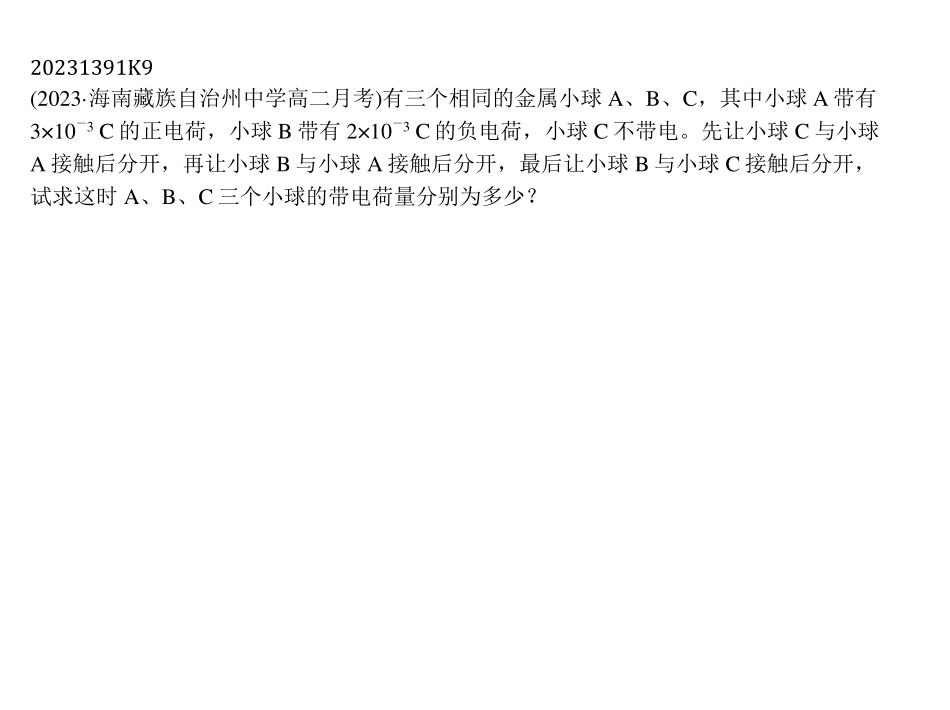 20231391K9
(2023·海南藏族自治州中学高二月考)有三个相同的金属小球 A、B、C，其中小球 A 带有
3×10⁻³ C 的正电荷，小球 B 带有 2×10⁻³ C 的负电荷，小球 C 不带电。先让小球 C 与小球
A 接触后分开，再让小球 B 与小球 A 接触后分开，最后让小球 B 与小球 C 接触后分开，
试求这时 A、B、C 三个小球的带电荷量分别为多少？